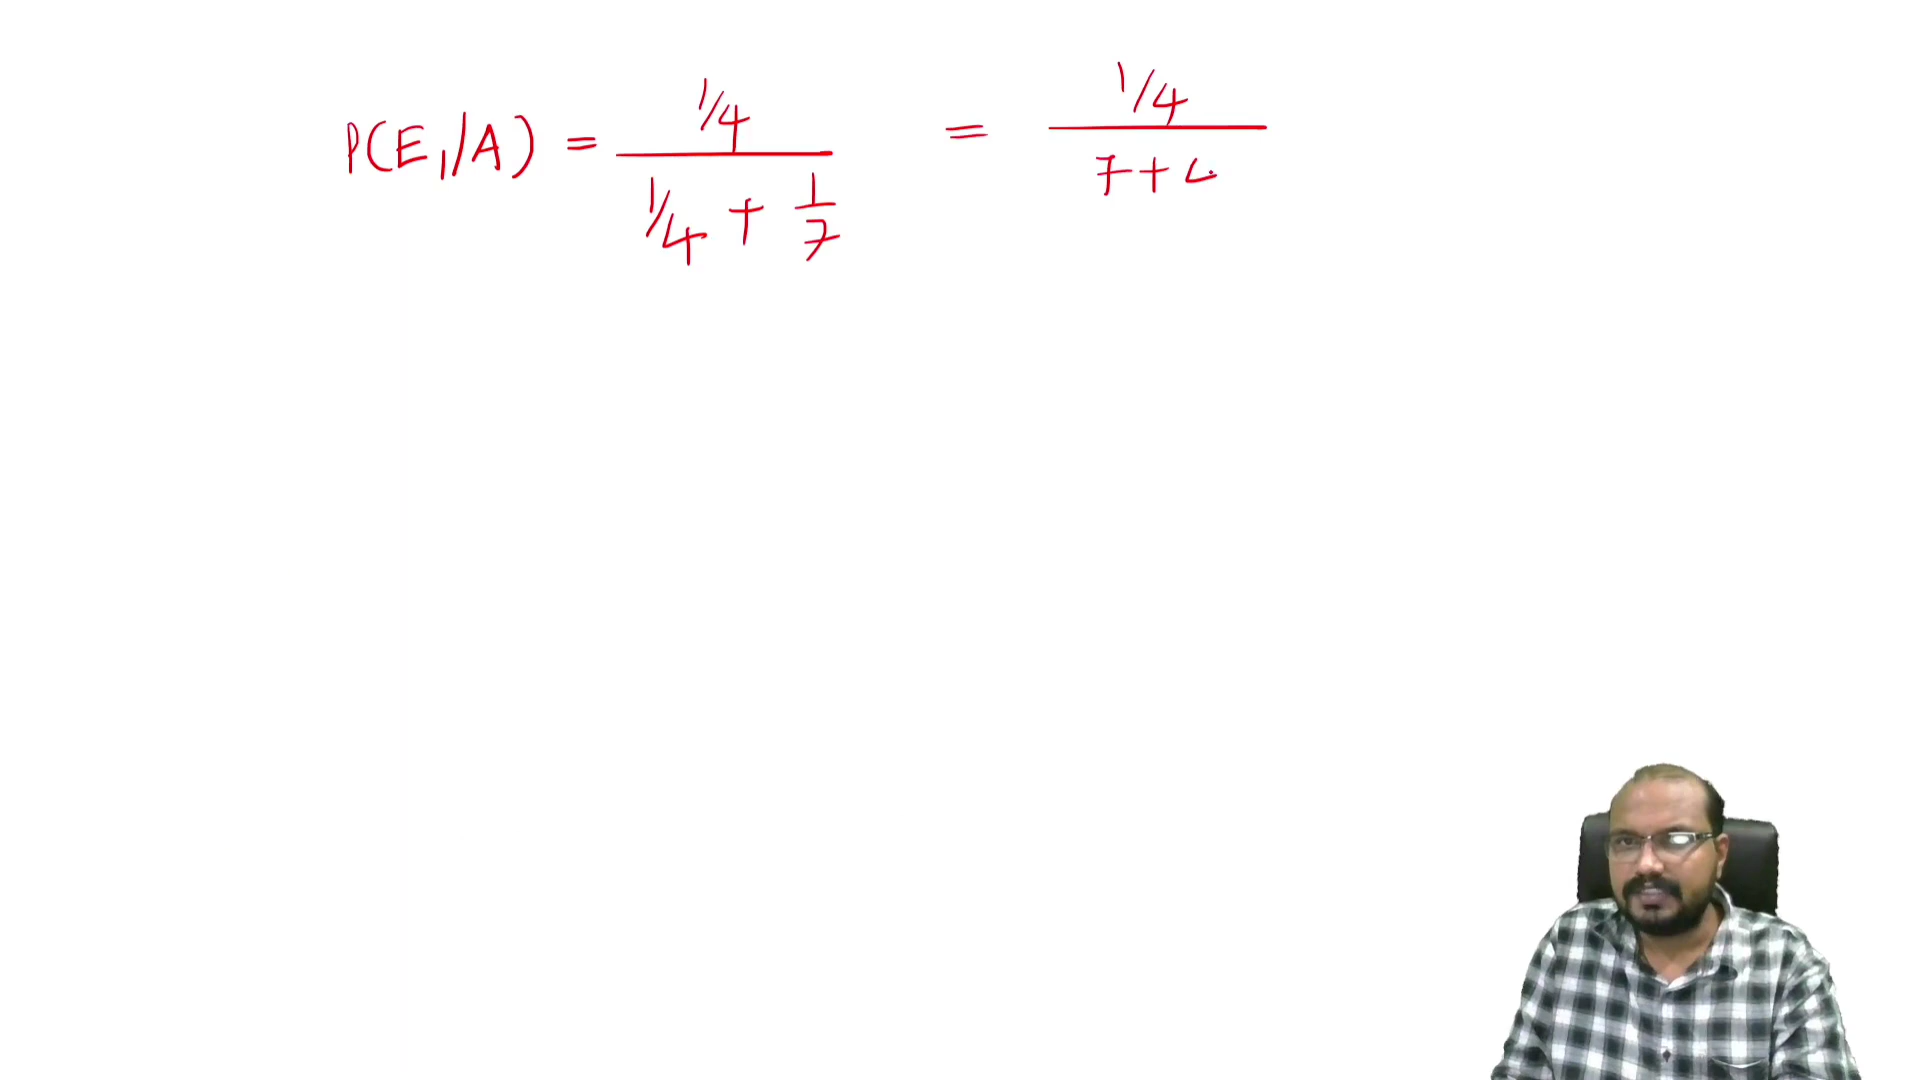 P(E₁/A) = (1/4)/(1/4 + 1/7) = (1/4)/(7+4)